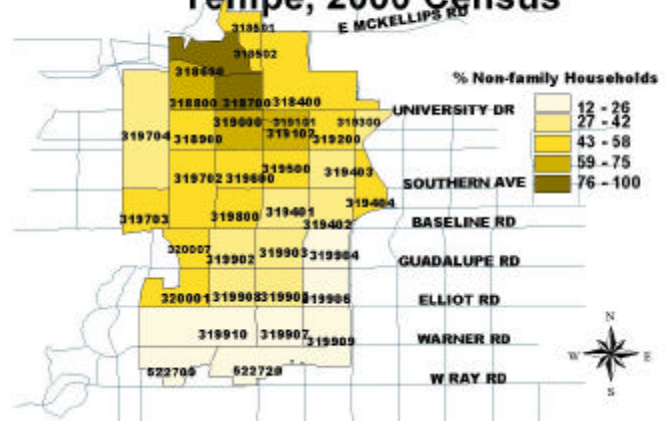 Tempe, 2000 Census
E MCKELLIPS RD
318501
318502
% Non-family Households
12 - 26
27 - 42
43 - 58
59 - 75
76 - 100
318800 318700 318400
UNIVERSITY DR
319000 319101 319300
319704 318900 319102 319200
319500
319702 319600 319403
SOUTHERN AVE
319404
319703 319800 319401
319402
BASELINE RD
320007
319902 319903 319904
GUADALUPE RD
320001 319908 319906
ELLIOT RD
319910 319907 319909
WARNER RD
522709 522729
W RAY RD
N
W E
S